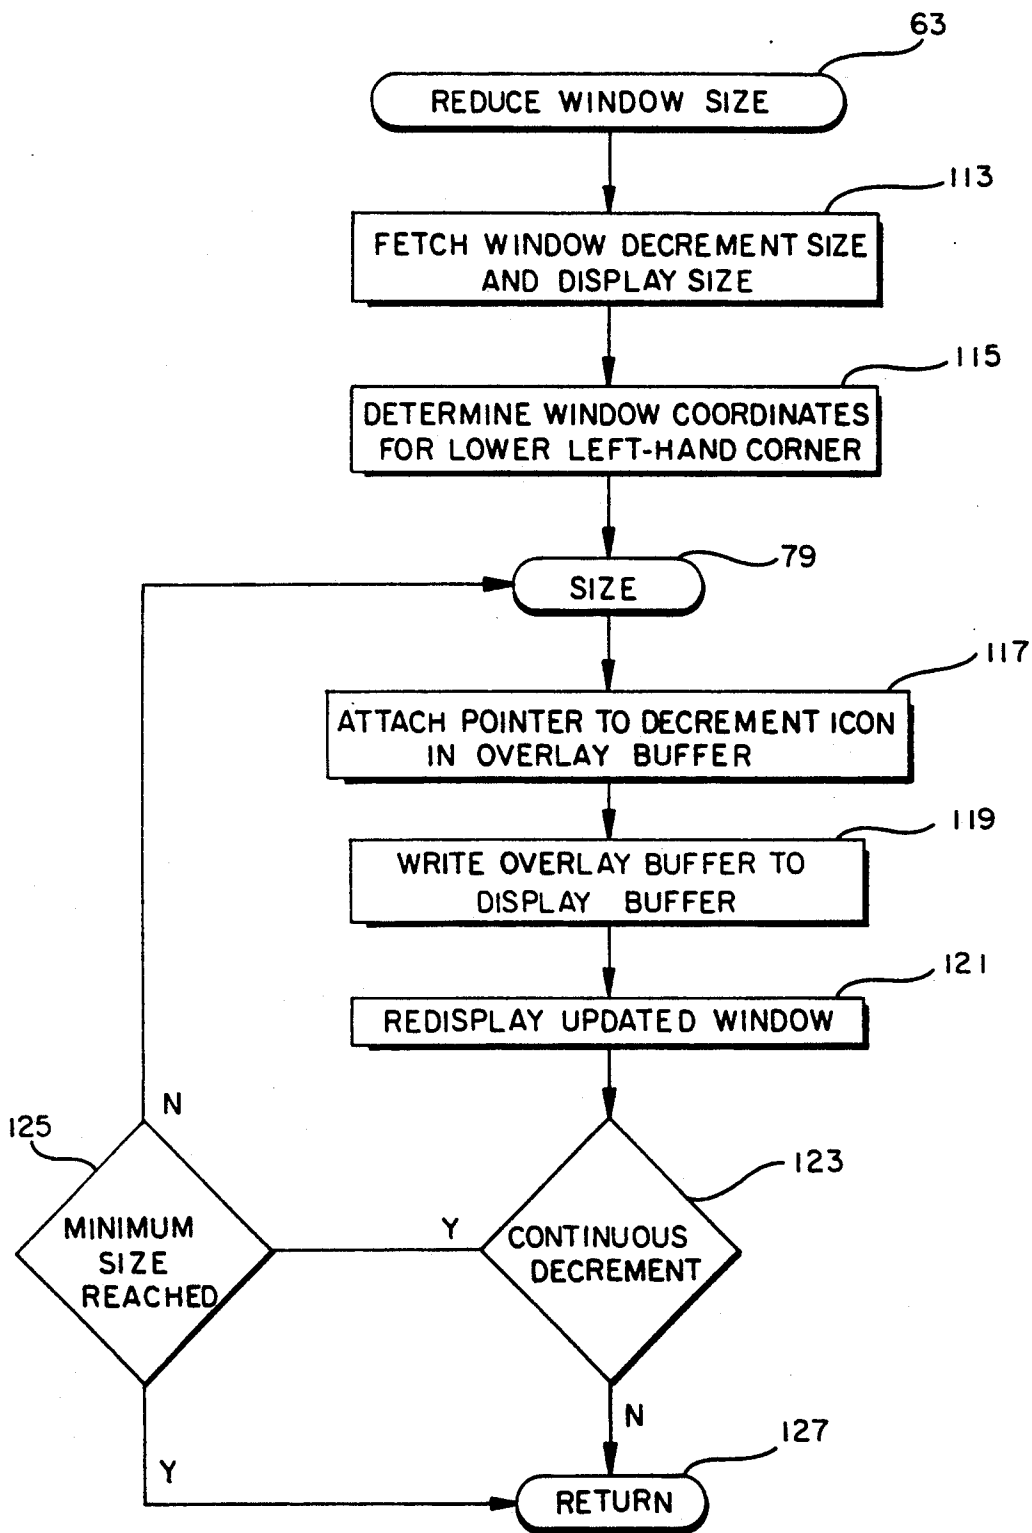 63
REDUCE WINDOW SIZE
113
FETCH WINDOW DECREMENT SIZE
AND DISPLAY SIZE
115
DETERMINE WINDOW COORDINATES
FOR LOWER LEFT-HAND CORNER
79
SIZE
117
ATTACH POINTER TO DECREMENT ICON
IN OVERLAY BUFFER
119
WRITE OVERLAY BUFFER TO
DISPLAY BUFFER
121
REDISPLAY UPDATED WINDOW
N
125
123
MINIMUM
SIZE
REACHED
Y
CONTINUOUS
DECREMENT
N
127
Y
RETURN